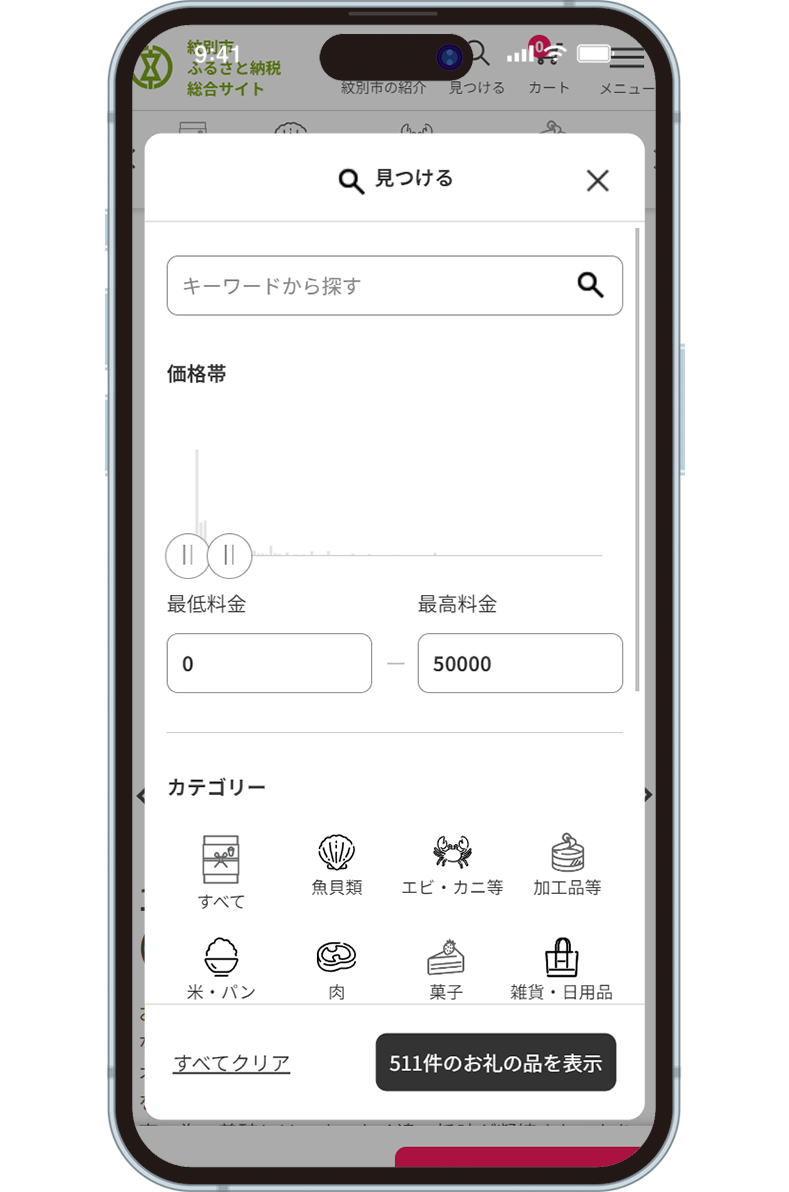 紋別市
9:41
ふるさと納税
総合サイト
0
紋別市の紹介
見つける
カート
メニュー
見つける
キーワードから探す
価格帯
最低料金
最高料金
0
50000
カテゴリー
すべて
魚貝類
エビ・カニ等
加工品等
米・パン
肉
菓子
雑貨・日用品
すべてクリア
511件のお礼の品を表示